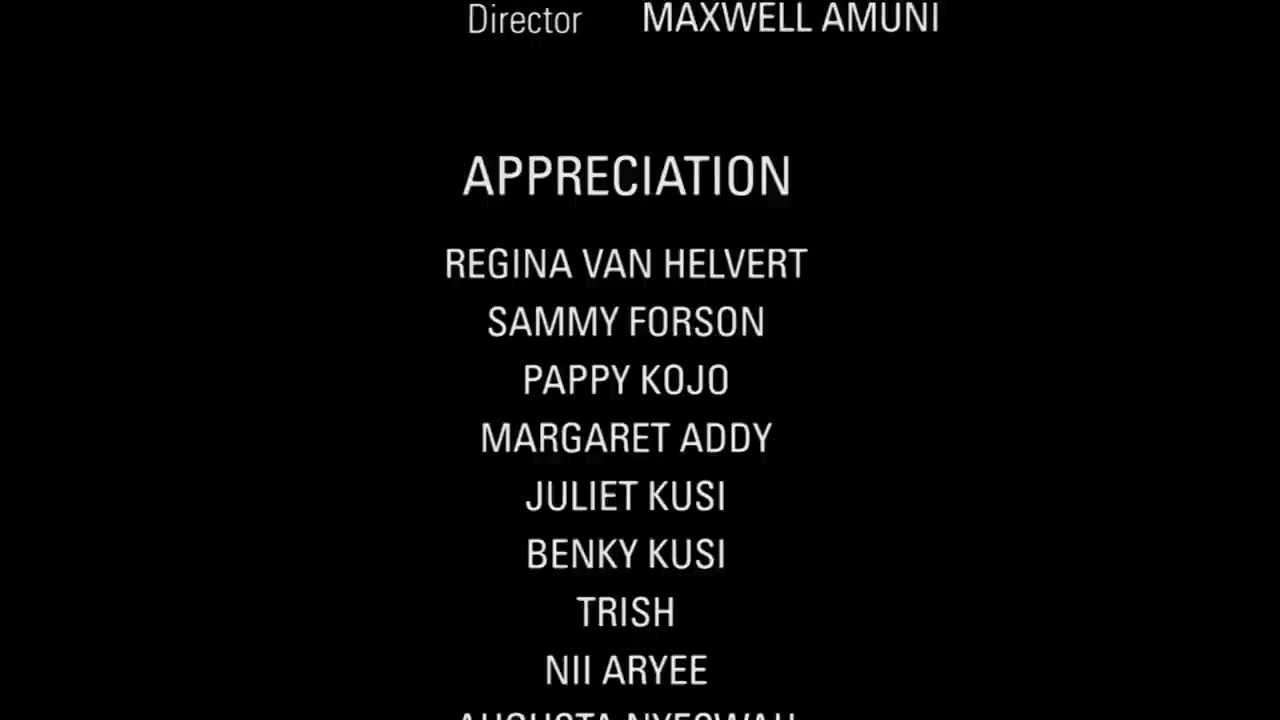 Director MAXWELL AMUNI
APPRECIATION
REGINA VAN HELVERT
SAMMY FORSON
PAPPY KOJO
MARGARET ADDY
JULIET KUSI
BENKY KUSI
TRISH
NII ARYEE
AUGUSTA